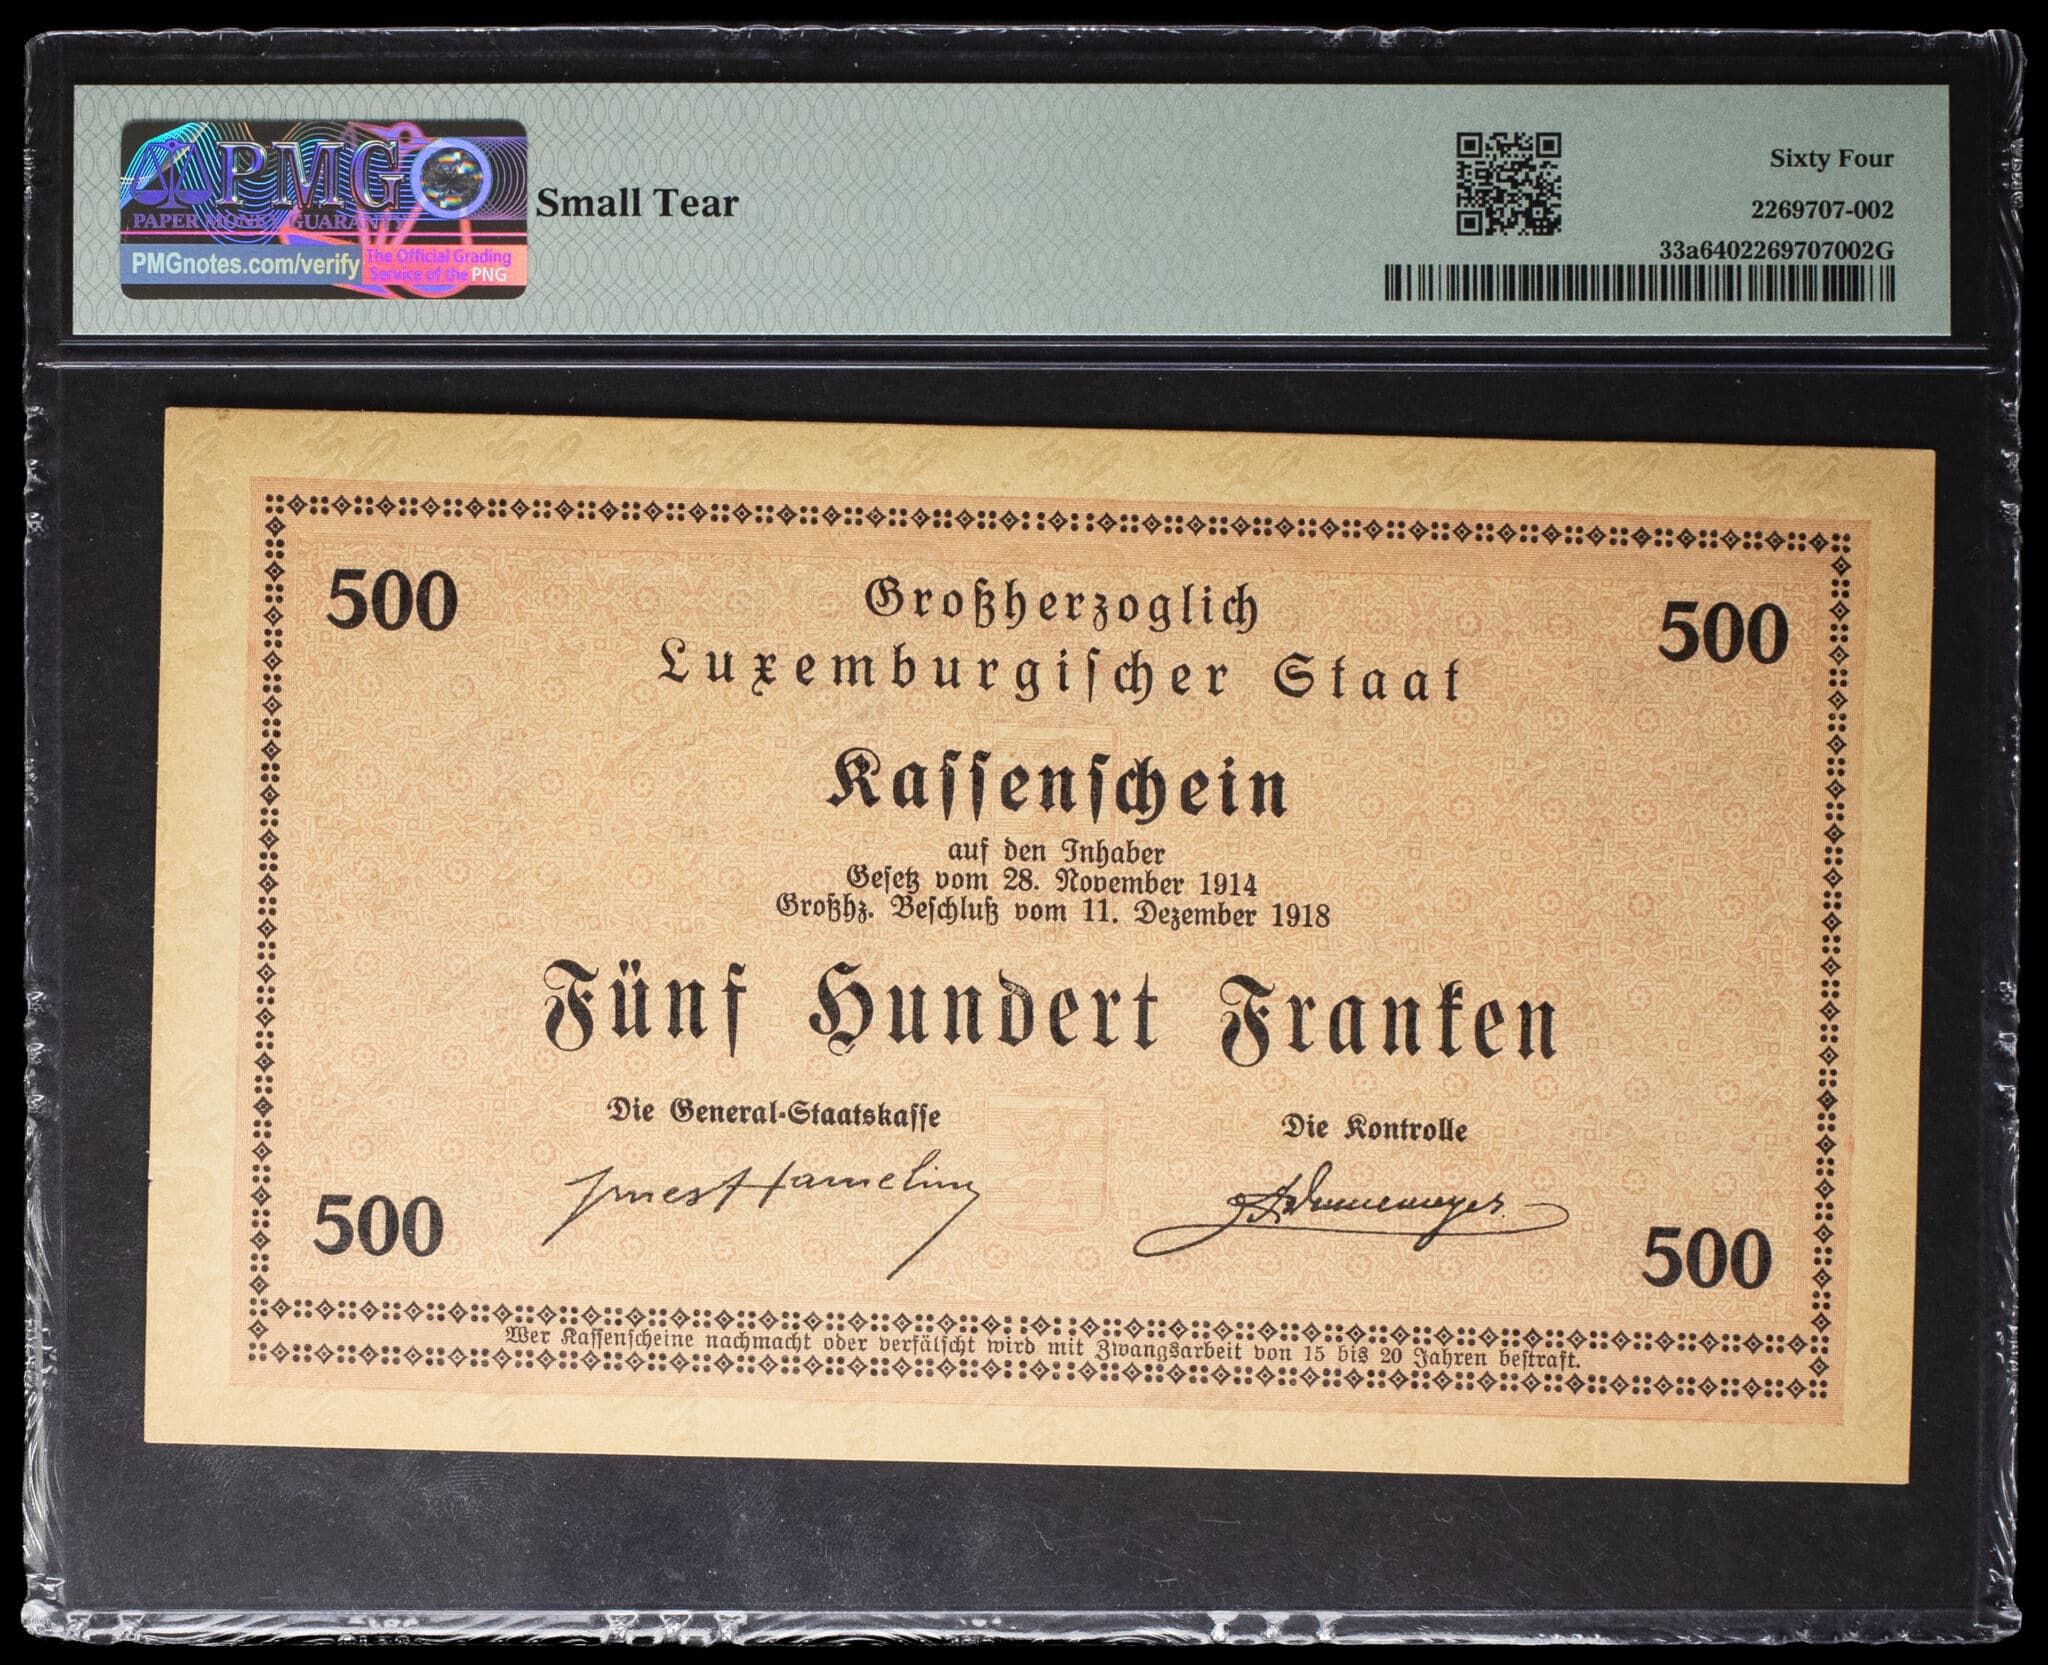 PMG
PAPER MONEY GUARANTY
PMGnotes.com/verify
The Official Grading
Service of the PNG
Small Tear
Sixty Four
2269707-002
33a6402269707002G
500
500
Großherzoglich
Luxemburgischer Staat
Kassenschein
auf den Inhaber
Gesetz vom 28. November 1914
Großhz. Beschluß vom 11. Dezember 1918
Fünf Hundert Franken
Die General-Staatskasse
Die Kontrolle
500
500
Wer Kassenscheine nachmacht oder verfälscht wird mit Zwangsarbeit von 15 bis 20 Jahren bestraft.